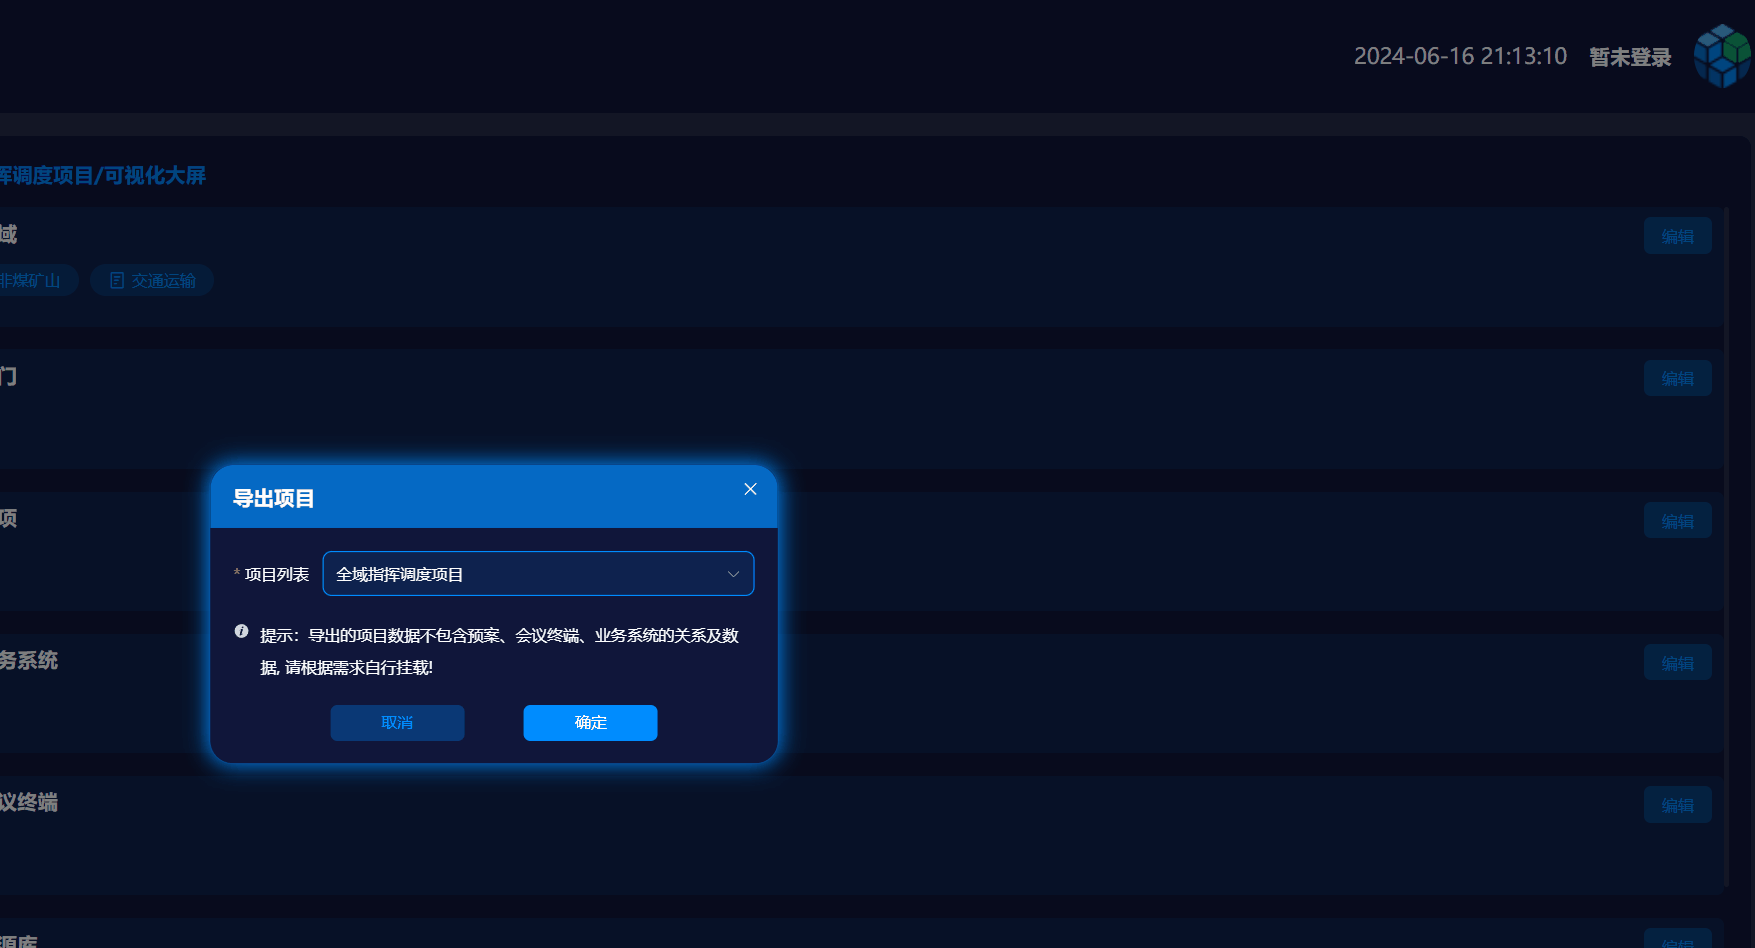 2024-06-16 21:13:10 暂未登录
挥调度项目/可视化大屏
域
编辑
非煤矿山 交通运输
门
编辑
导出项目
项
编辑
* 项目列表 全域指挥调度项目
提示：导出的项目数据不包含预案、会议终端、业务系统的关系及数
据, 请根据需求自行挂载!
务系统
编辑
取消 确定
议终端
编辑
源库
编辑